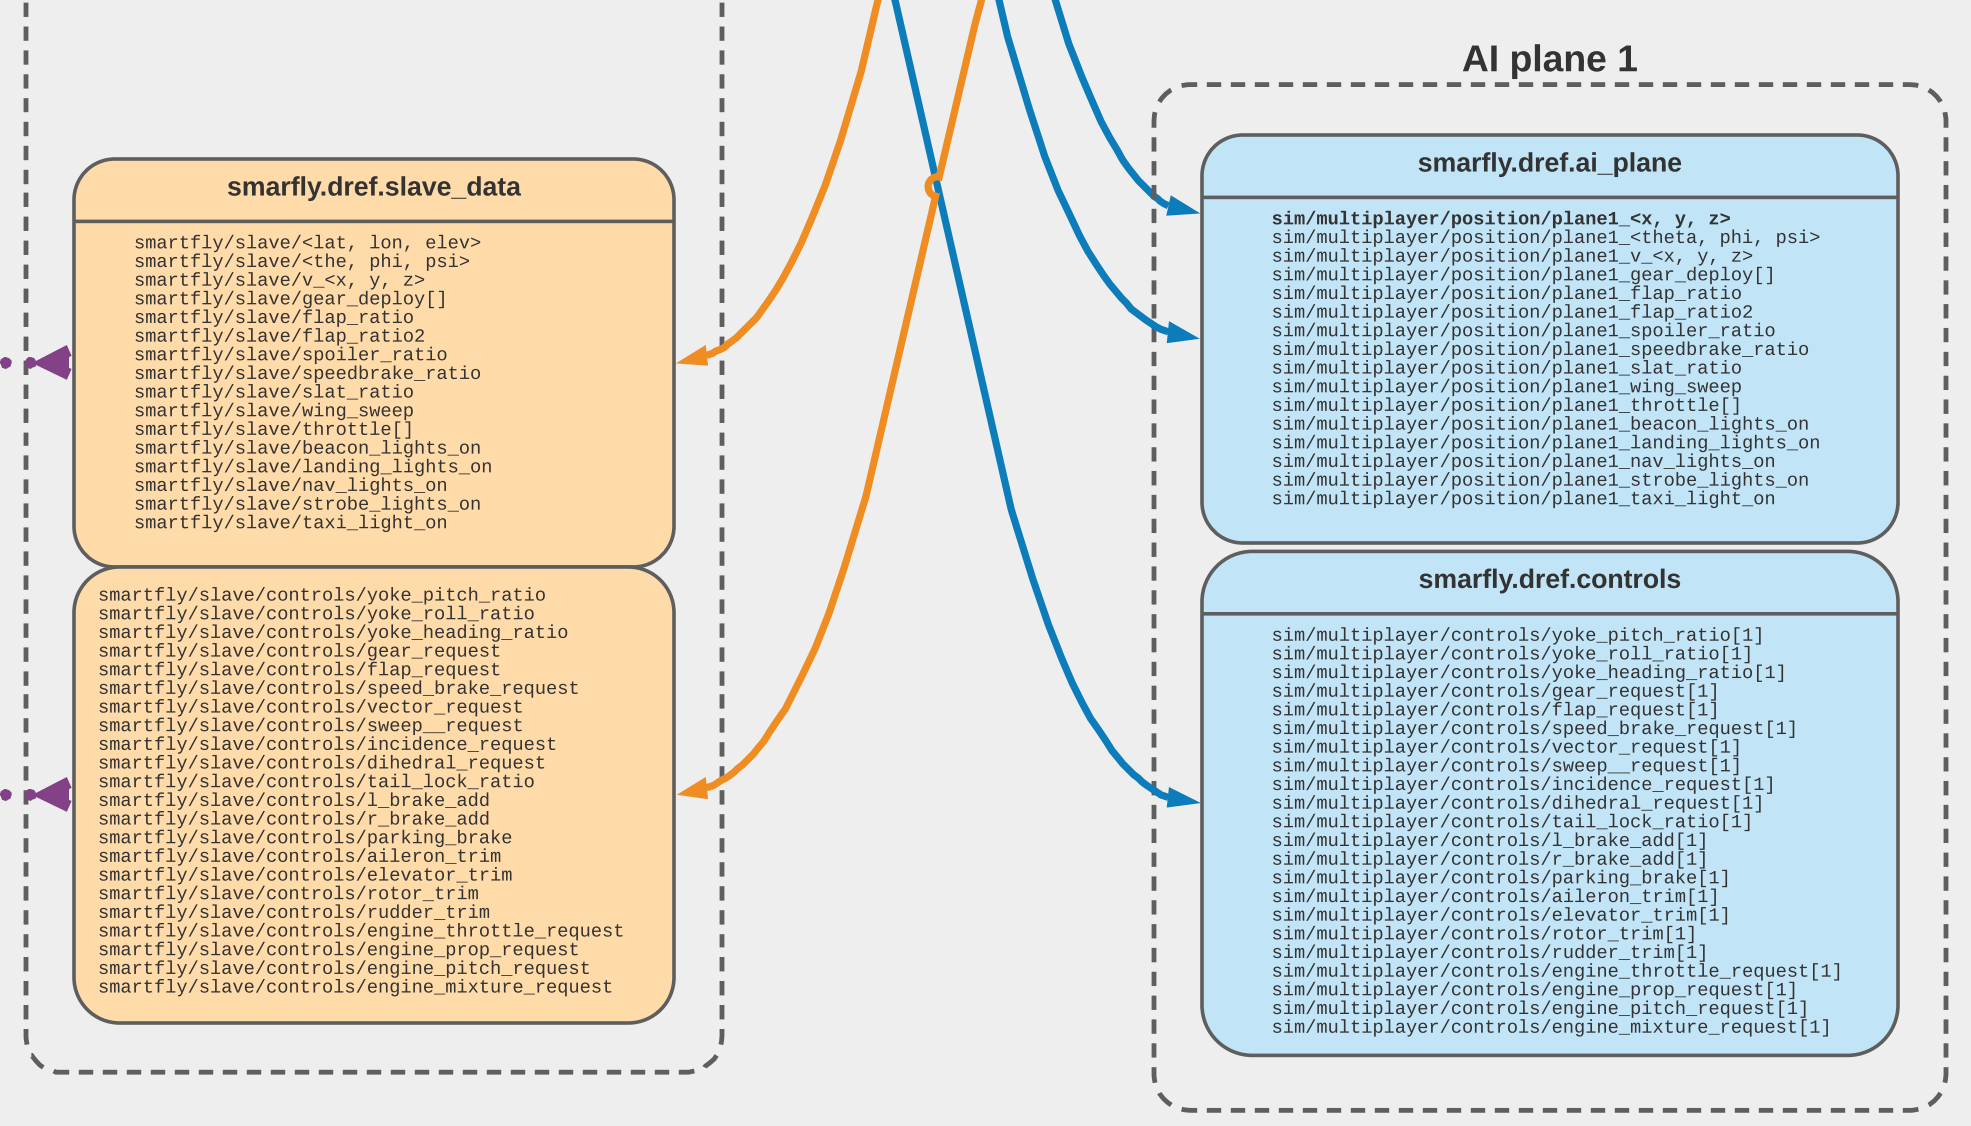 AI plane 1
smarfly.dref.slave_data
smartfly/slave/<lat, lon, elev>
smartfly/slave/<the, phi, psi>
smartfly/slave/v_<x, y, z>
smartfly/slave/gear_deploy[]
smartfly/slave/flap_ratio
smartfly/slave/flap_ratio2
smartfly/slave/spoiler_ratio
smartfly/slave/speedbrake_ratio
smartfly/slave/slat_ratio
smartfly/slave/wing_sweep
smartfly/slave/throttle[]
smartfly/slave/beacon_lights_on
smartfly/slave/landing_lights_on
smartfly/slave/nav_lights_on
smartfly/slave/strobe_lights_on
smartfly/slave/taxi_light_on
smartfly/slave/controls/yoke_pitch_ratio
smartfly/slave/controls/yoke_roll_ratio
smartfly/slave/controls/yoke_heading_ratio
smartfly/slave/controls/gear_request
smartfly/slave/controls/flap_request
smartfly/slave/controls/speed_brake_request
smartfly/slave/controls/vector_request
smartfly/slave/controls/sweep__request
smartfly/slave/controls/incidence_request
smartfly/slave/controls/dihedral_request
smartfly/slave/controls/tail_lock_ratio
smartfly/slave/controls/l_brake_add
smartfly/slave/controls/r_brake_add
smartfly/slave/controls/parking_brake
smartfly/slave/controls/aileron_trim
smartfly/slave/controls/elevator_trim
smartfly/slave/controls/rotor_trim
smartfly/slave/controls/rudder_trim
smartfly/slave/controls/engine_throttle_request
smartfly/slave/controls/engine_prop_request
smartfly/slave/controls/engine_pitch_request
smartfly/slave/controls/engine_mixture_request
smarfly.dref.ai_plane
sim/multiplayer/position/plane1_<x, y, z>
sim/multiplayer/position/plane1_<theta, phi, psi>
sim/multiplayer/position/plane1_v_<x, y, z>
sim/multiplayer/position/plane1_gear_deploy[]
sim/multiplayer/position/plane1_flap_ratio
sim/multiplayer/position/plane1_flap_ratio2
sim/multiplayer/position/plane1_spoiler_ratio
sim/multiplayer/position/plane1_speedbrake_ratio
sim/multiplayer/position/plane1_slat_ratio
sim/multiplayer/position/plane1_wing_sweep
sim/multiplayer/position/plane1_throttle[]
sim/multiplayer/position/plane1_beacon_lights_on
sim/multiplayer/position/plane1_landing_lights_on
sim/multiplayer/position/plane1_nav_lights_on
sim/multiplayer/position/plane1_strobe_lights_on
sim/multiplayer/position/plane1_taxi_light_on
smarfly.dref.controls
sim/multiplayer/controls/yoke_pitch_ratio[1]
sim/multiplayer/controls/yoke_roll_ratio[1]
sim/multiplayer/controls/yoke_heading_ratio[1]
sim/multiplayer/controls/gear_request[1]
sim/multiplayer/controls/flap_request[1]
sim/multiplayer/controls/speed_brake_request[1]
sim/multiplayer/controls/vector_request[1]
sim/multiplayer/controls/sweep__request[1]
sim/multiplayer/controls/incidence_request[1]
sim/multiplayer/controls/dihedral_request[1]
sim/multiplayer/controls/tail_lock_ratio[1]
sim/multiplayer/controls/l_brake_add[1]
sim/multiplayer/controls/r_brake_add[1]
sim/multiplayer/controls/parking_brake[1]
sim/multiplayer/controls/aileron_trim[1]
sim/multiplayer/controls/elevator_trim[1]
sim/multiplayer/controls/rotor_trim[1]
sim/multiplayer/controls/rudder_trim[1]
sim/multiplayer/controls/engine_throttle_request[1]
sim/multiplayer/controls/engine_prop_request[1]
sim/multiplayer/controls/engine_pitch_request[1]
sim/multiplayer/controls/engine_mixture_request[1]